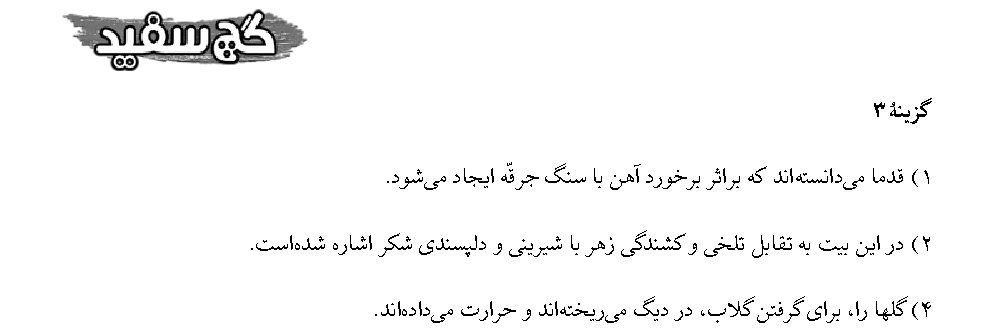 گچ سفید
گزینهٔ ۳
۱) قدما می‌دانسته‌اند که براثر برخورد آهن با سنگ جرقّه ایجاد می‌شود.
۲) در این بیت به تقابل تلخی و کشندگی زهر با شیرینی و دلپسندی شکر اشاره شده‌است.
۴) گلها را، برای گرفتن گلاب، در دیگ می‌ریخته‌اند و حرارت می‌داده‌اند.